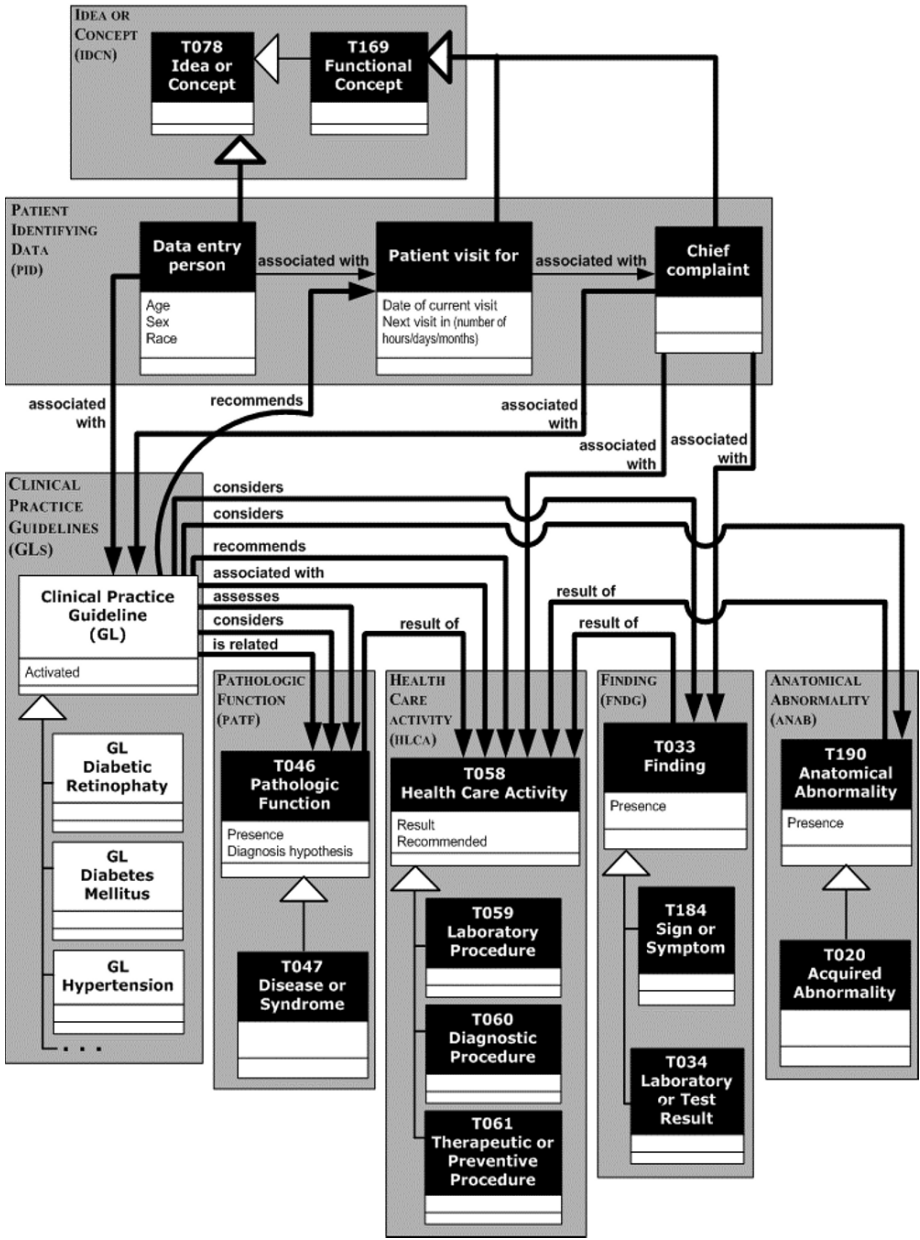 IDEA OR
CONCEPT
(IDCN)
T078
Idea or
Concept
T169
Functional
Concept
PATIENT
IDENTIFYING
DATA
(PID)
Data entry
person
Age
Sex
Race
associated with
Patient visit for
Date of current visit
Next visit in (number of
hours/days/months)
associated with
Chief
complaint
associated
with
recommends
associated
with
associated
with
associated
with
CLINICAL
PRACTICE
GUIDELINES
(GLS)
considers
considers
recommends
associated with
assesses
considers
is related
result of
result of
result of
Clinical Practice
Guideline
(GL)
Activated
GL
Diabetic
Retinophaty
GL
Diabetes
Mellitus
GL
Hypertension
. . .
PATHOLOGIC
FUNCTION
(PATF)
T046
Pathologic
Function
Presence
Diagnosis hypothesis
T047
Disease or
Syndrome
HEALTH
CARE
ACTIVITY
(HLCA)
T058
Health Care Activity
Result
Recommended
T059
Laboratory
Procedure
T060
Diagnostic
Procedure
T061
Therapeutic or
Preventive
Procedure
FINDING
(FNDG)
T033
Finding
Presence
T184
Sign or
Symptom
T034
Laboratory
or Test
Result
ANATOMICAL
ABNORMALITY
(ANAB)
T190
Anatomical
Abnormality
Presence
T020
Acquired
Abnormality